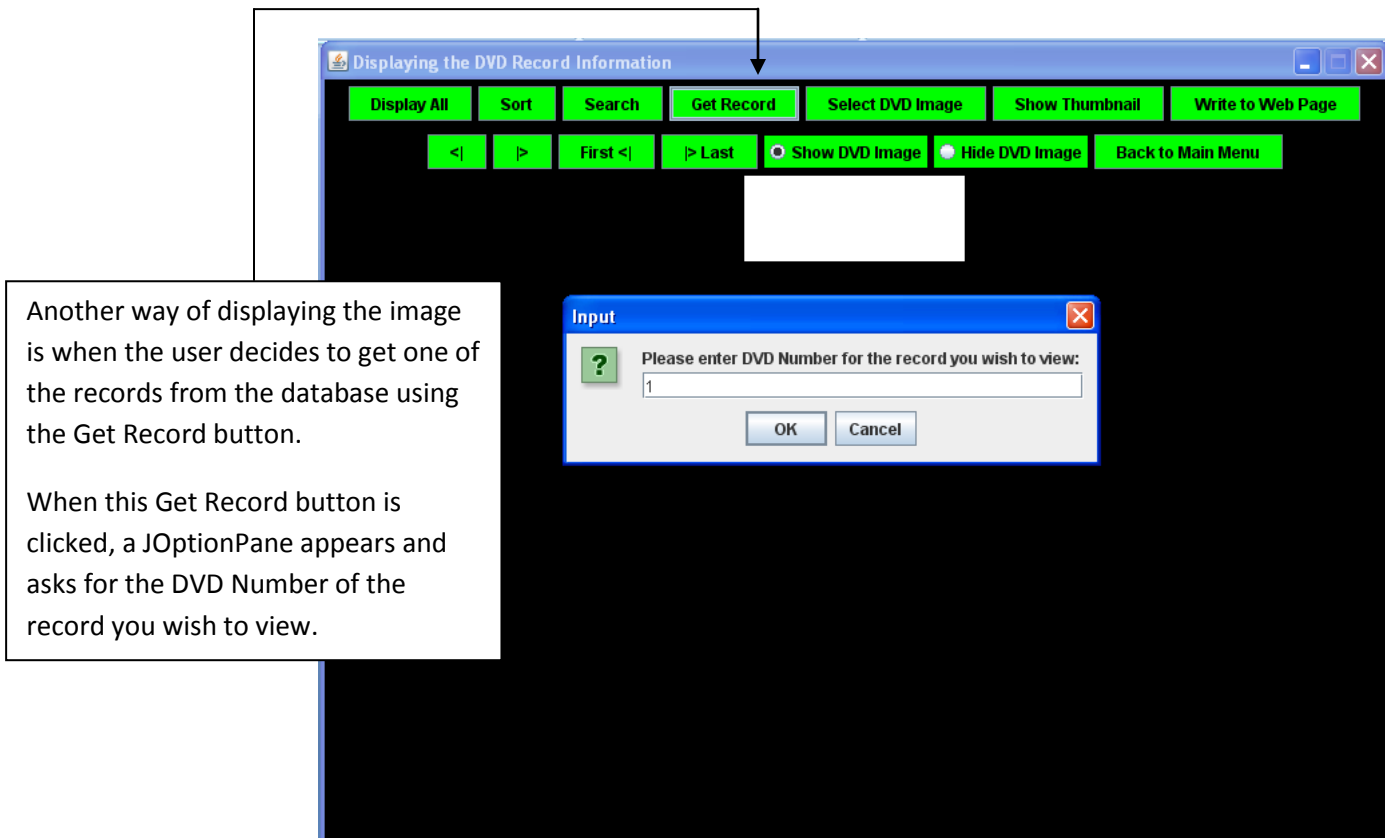 Displaying the DVD Record Information
Display All Sort Search Get Record Select DVD Image Show Thumbnail Write to Web Page
<| |> First <| |> Last Show DVD Image Hide DVD Image Back to Main Menu
Another way of displaying the image
is when the user decides to get one of
the records from the database using
the Get Record button.
When this Get Record button is
clicked, a JOptionPane appears and
asks for the DVD Number of the
record you wish to view.
Input
? Please enter DVD Number for the record you wish to view:
1
OK Cancel